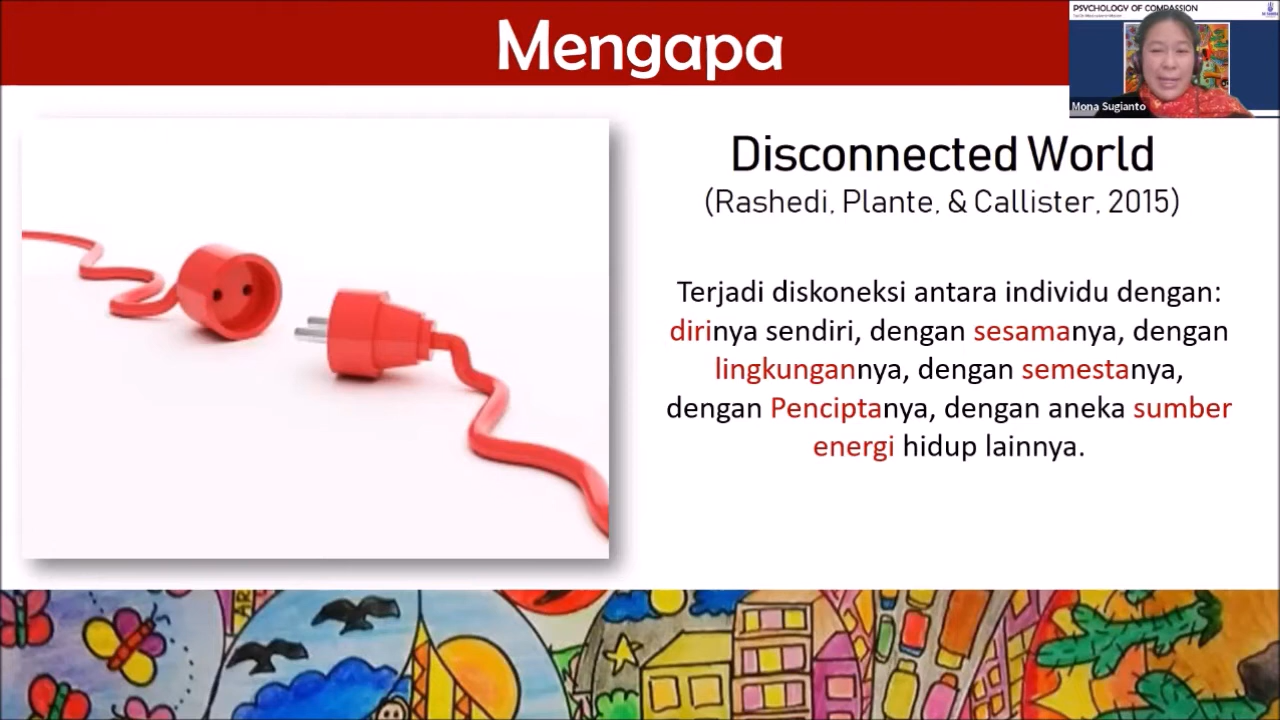 Mengapa
PSYCHOLOGY OF COMPASSION
Mona Sugianto
Disconnected World
(Rashedi, Plante, & Callister, 2015)
Terjadi diskoneksi antara individu dengan:
dirinya sendiri, dengan sesamanya, dengan
lingkungannya, dengan semestanya,
dengan Penciptanya, dengan aneka sumber
energi hidup lainnya.